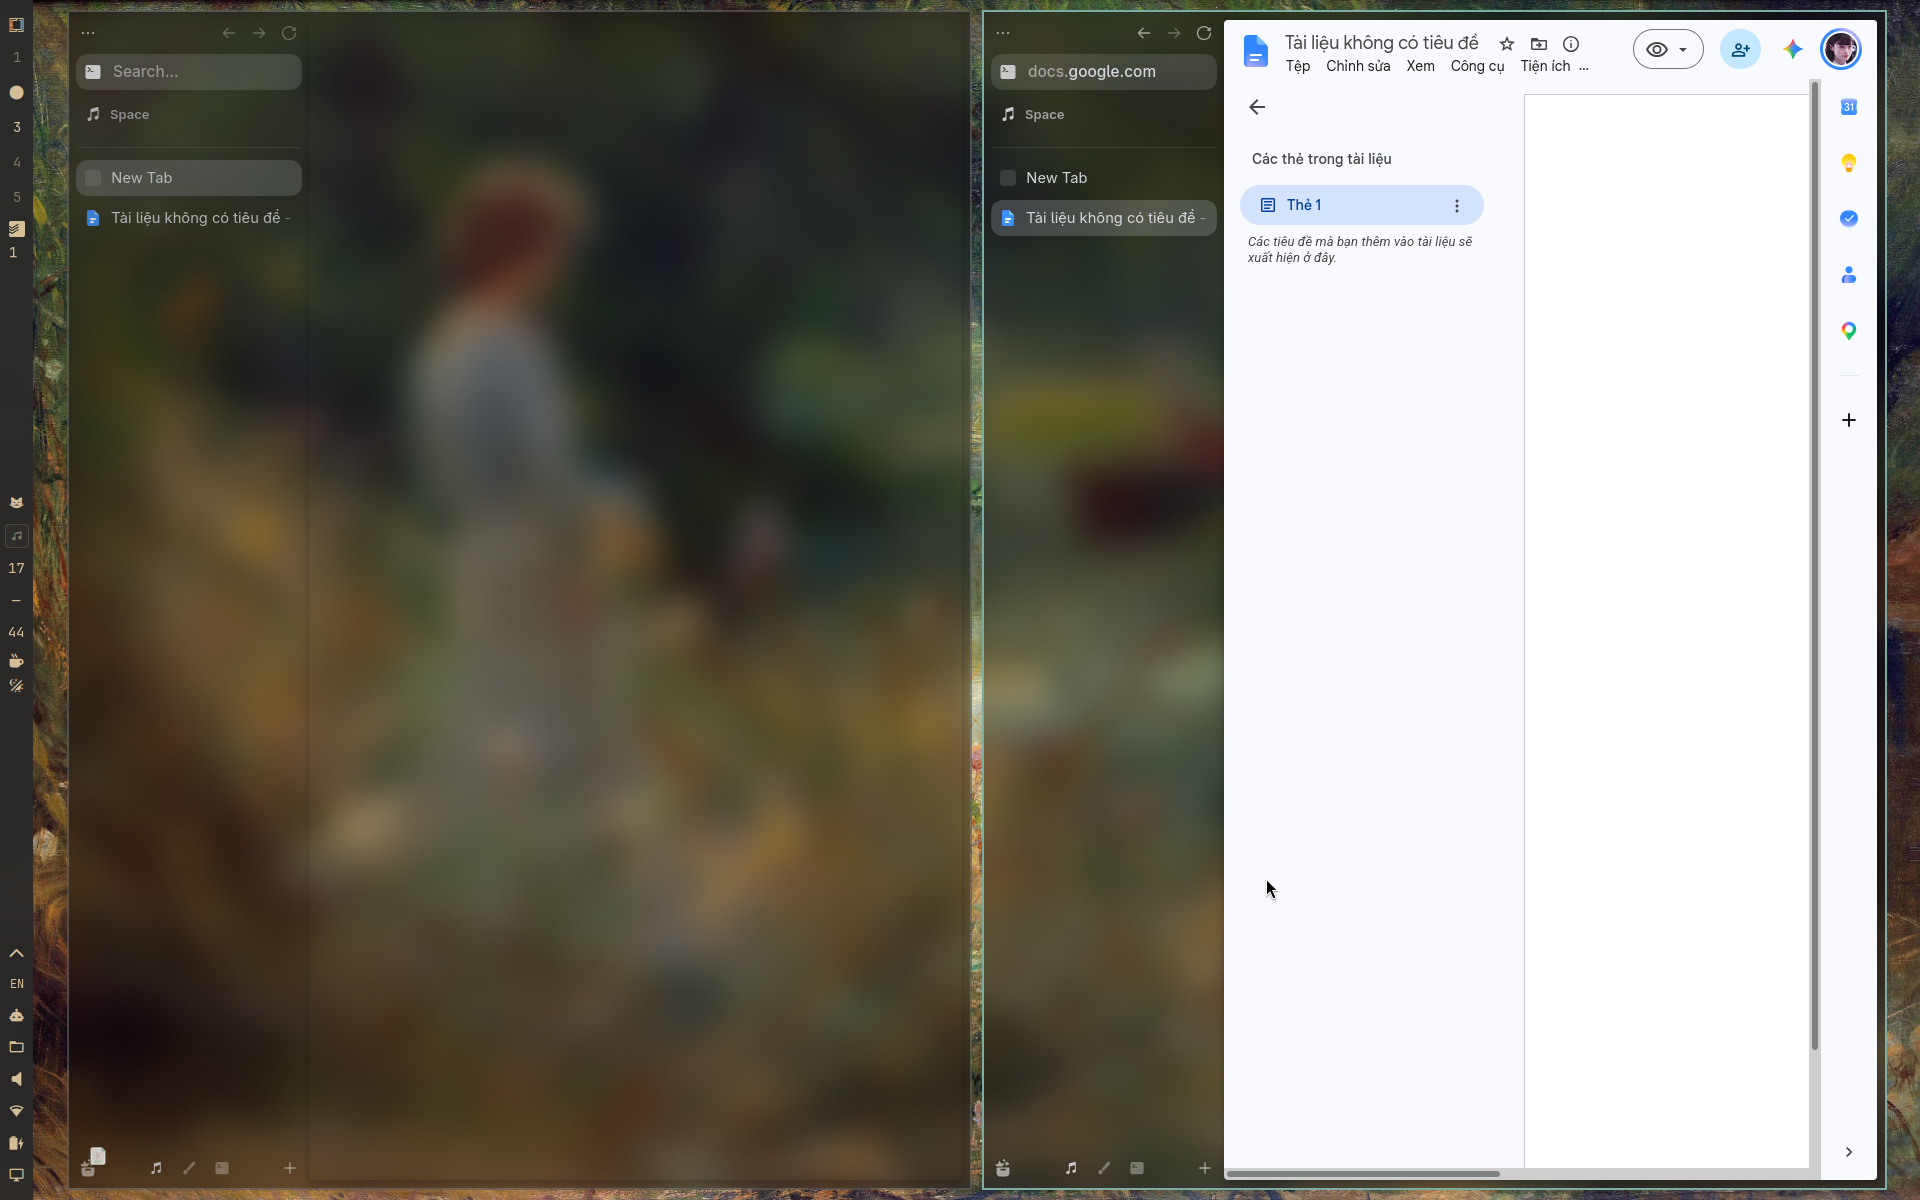 1
3
4
5
1
17
44
EN
Search...
Space
New Tab
Tài liệu không có tiêu đề -
docs.google.com
Space
New Tab
Tài liệu không có tiêu đề -
Tài liệu không có tiêu đề
Tệp Chỉnh sửa Xem Công cụ Tiện ích ...
Các thẻ trong tài liệu
Thẻ 1
Các tiêu đề mà bạn thêm vào tài liệu sẽ
xuất hiện ở đây.
31